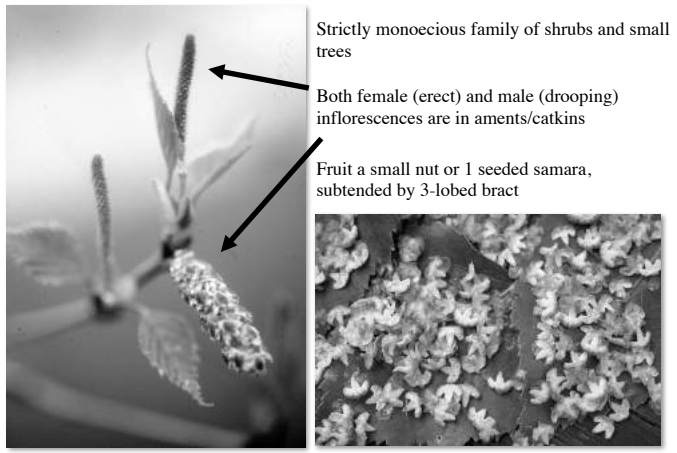 Strictly monoecious family of shrubs and small
trees
Both female (erect) and male (drooping)
inflorescences are in aments/catkins
Fruit a small nut or 1 seeded samara,
subtended by 3-lobed bract